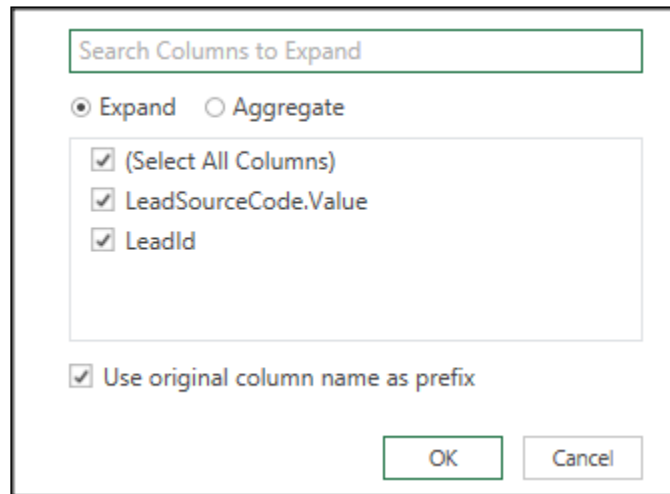 Search Columns to Expand
Expand Aggregate
(Select All Columns)
LeadSourceCode.Value
LeadId
Use original column name as prefix
OK Cancel